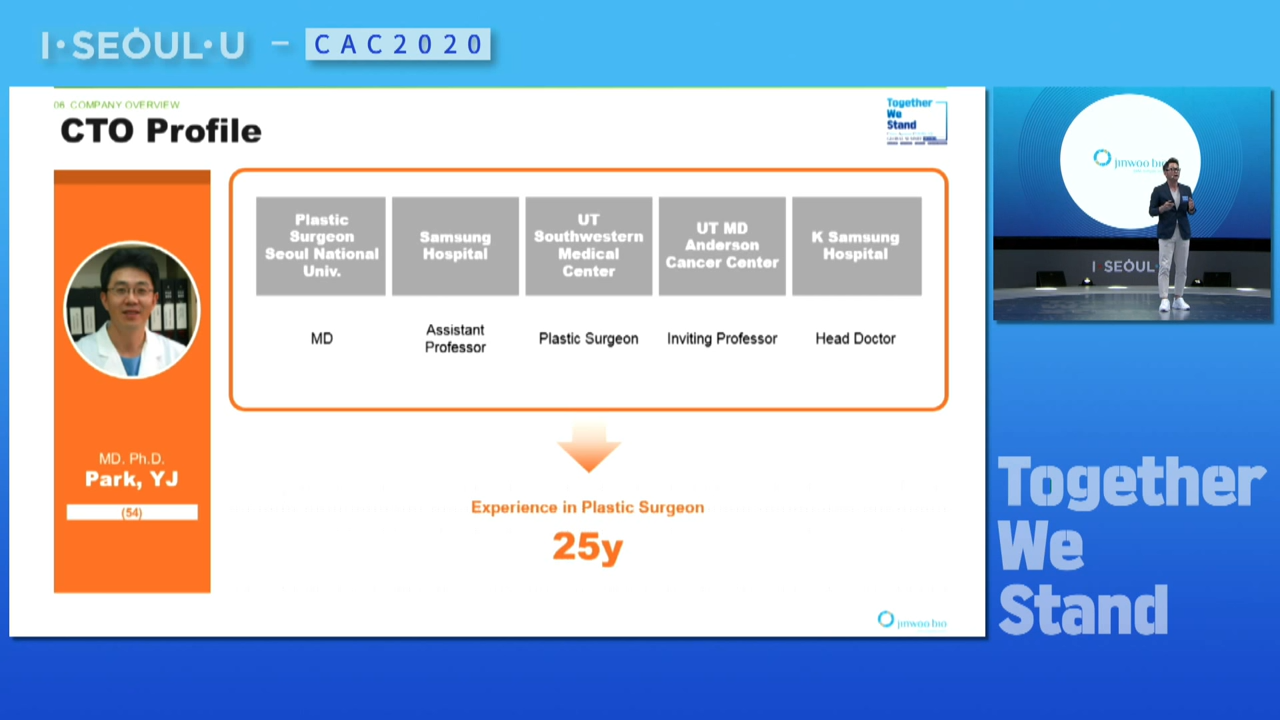 I·SEOUL·U – CAC2020
06. COMPANY OVERVIEW
CTO Profile
Together
We
Stand
MD. Ph.D.
Park, YJ
(54)
Plastic
Surgeon
Seoul National
Univ.
MD
Samsung
Hospital
Assistant
Professor
UT
Southwestern
Medical
Center
Plastic Surgeon
UT MD
Anderson
Cancer Center
Inviting Professor
K Samsung
Hospital
Head Doctor
Experience in Plastic Surgeon
25y
jinwoo bio
jinwoo bio
I·SEOUL·
Together
We
Stand